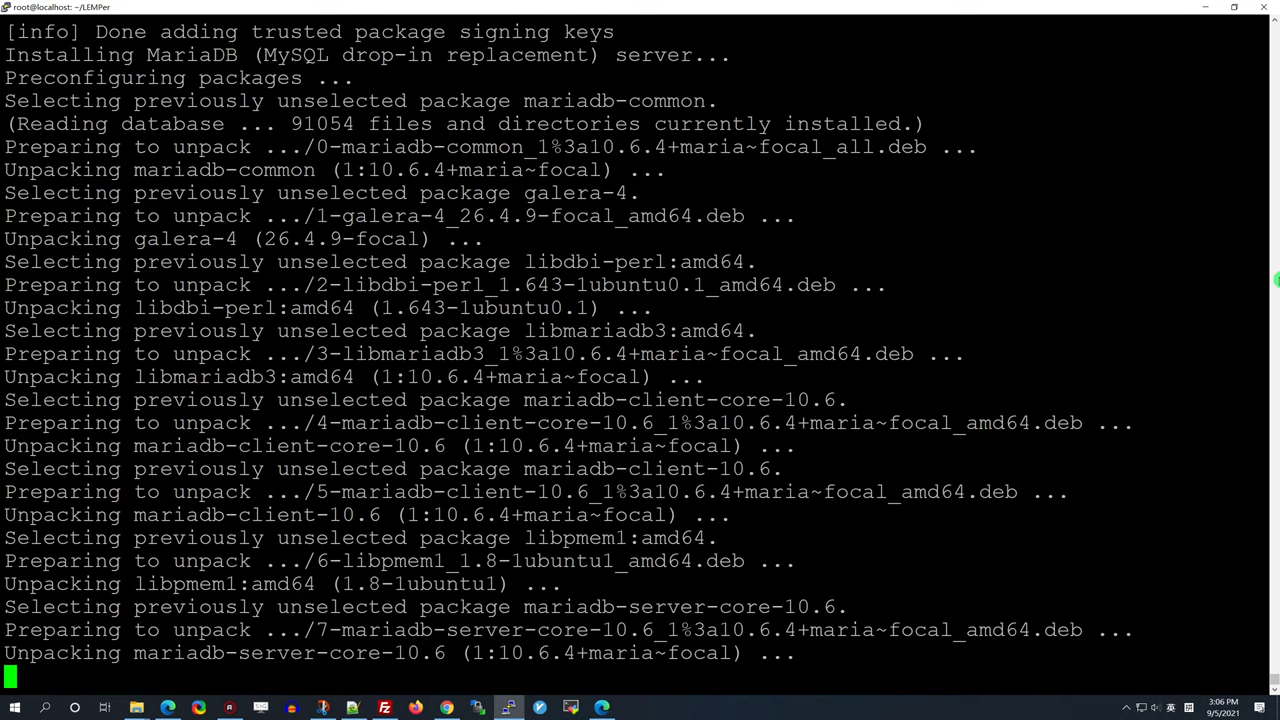 root@localhost: ~/LEMPer
[info] Done adding trusted package signing keys
Installing MariaDB (MySQL drop-in replacement) server...
Preconfiguring packages ...
Selecting previously unselected package mariadb-common.
(Reading database ... 91054 files and directories currently installed.)
Preparing to unpack .../0-mariadb-common_1%3a10.6.4+maria~focal_all.deb ...
Unpacking mariadb-common (1:10.6.4+maria~focal) ...
Selecting previously unselected package galera-4.
Preparing to unpack .../1-galera-4_26.4.9-focal_amd64.deb ...
Unpacking galera-4 (26.4.9-focal) ...
Selecting previously unselected package libdbi-perl:amd64.
Preparing to unpack .../2-libdbi-perl_1.643-1ubuntu0.1_amd64.deb ...
Unpacking libdbi-perl:amd64 (1.643-1ubuntu0.1) ...
Selecting previously unselected package libmariadb3:amd64.
Preparing to unpack .../3-libmariadb3_1%3a10.6.4+maria~focal_amd64.deb ...
Unpacking libmariadb3:amd64 (1:10.6.4+maria~focal) ...
Selecting previously unselected package mariadb-client-core-10.6.
Preparing to unpack .../4-mariadb-client-core-10.6_1%3a10.6.4+maria~focal_amd64.deb ...
Unpacking mariadb-client-core-10.6 (1:10.6.4+maria~focal) ...
Selecting previously unselected package mariadb-client-10.6.
Preparing to unpack .../5-mariadb-client-10.6_1%3a10.6.4+maria~focal_amd64.deb ...
Unpacking mariadb-client-10.6 (1:10.6.4+maria~focal) ...
Selecting previously unselected package libpmem1:amd64.
Preparing to unpack .../6-libpmem1_1.8-1ubuntu1_amd64.deb ...
Unpacking libpmem1:amd64 (1.8-1ubuntu1) ...
Selecting previously unselected package mariadb-server-core-10.6.
Preparing to unpack .../7-mariadb-server-core-10.6_1%3a10.6.4+maria~focal_amd64.deb ...
Unpacking mariadb-server-core-10.6 (1:10.6.4+maria~focal) ...
英
3:06 PM
9/5/2021